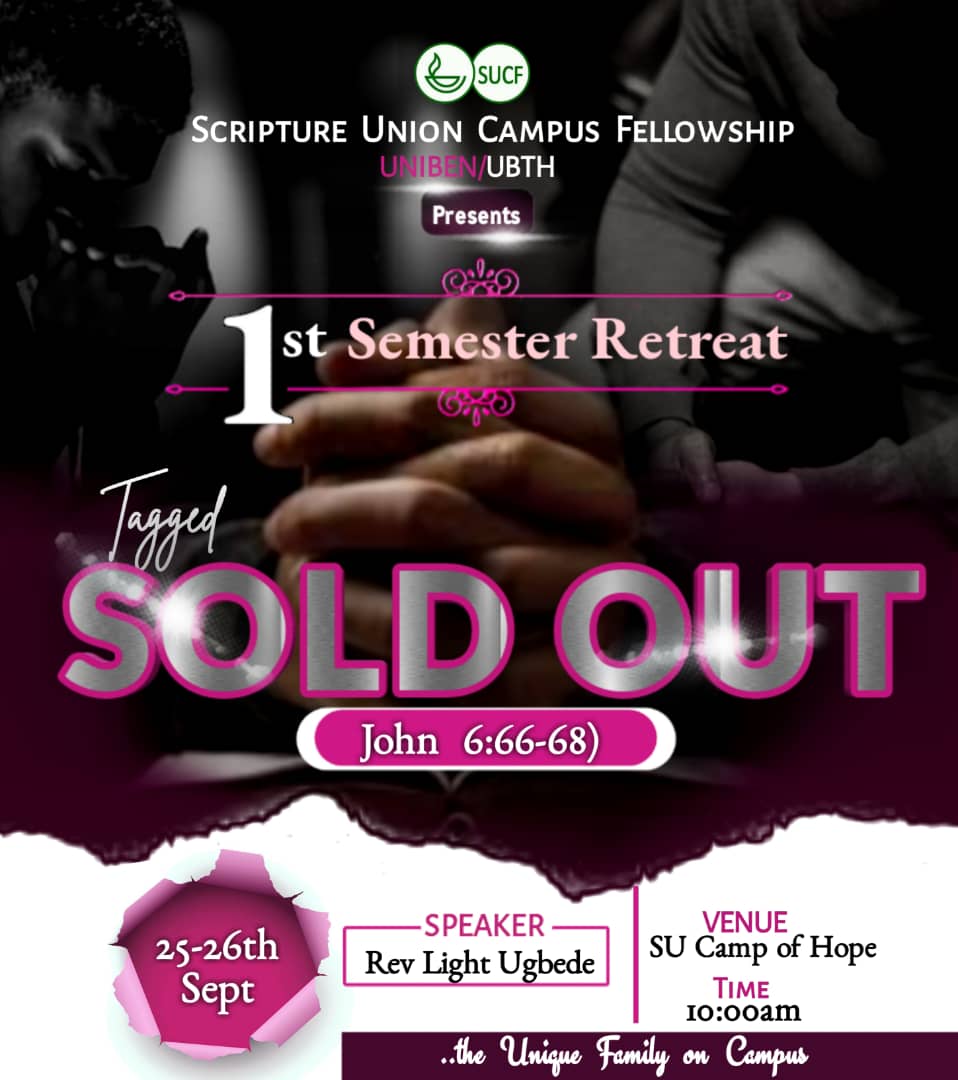 SUCF
Scripture Union Campus Fellowship
UNIBEN/UBTH
Presents
1st Semester Retreat
Tagged
SOLD OUT
John 6:66-68)
25-26th
Sept
SPEAKER
Rev Light Ugbede
VENUE
SU Camp of Hope
Time
10:00am
..the Unique Family on Campus